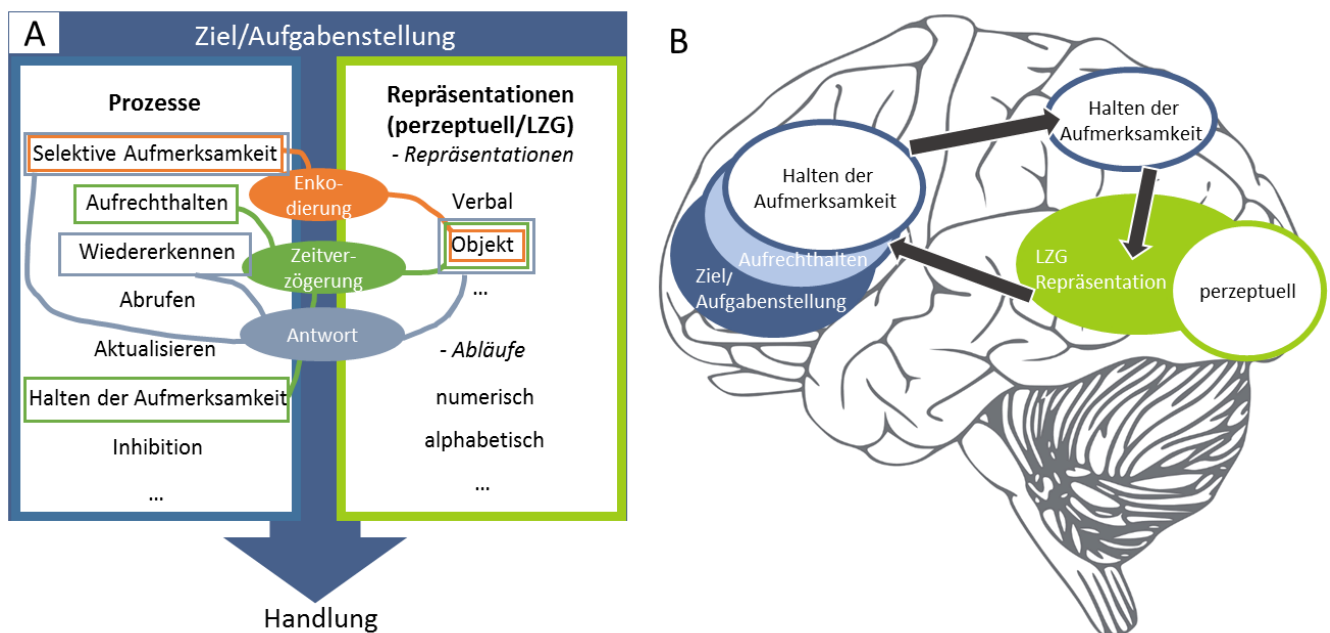 A
Ziel/Aufgabenstellung
Prozesse
Selektive Aufmerksamkeit
Aufrechthalten
Wiedererkennen
Abrufen
Aktualisieren
Halten der Aufmerksamkeit
Inhibition
...
Enko-
dierung
Zeitver-
zögerung
Antwort
Repräsentationen
(perzeptuell/LZG)
- Repräsentationen
Verbal
Objekt
...
- Abläufe
numerisch
alphabetisch
...
Handlung
B
Halten der
Aufmerksamkeit
Halten der
Aufmerksamkeit
Aufrechthalten
Ziel/
Aufgabenstellung
LZG
Repräsentation
perzeptuell